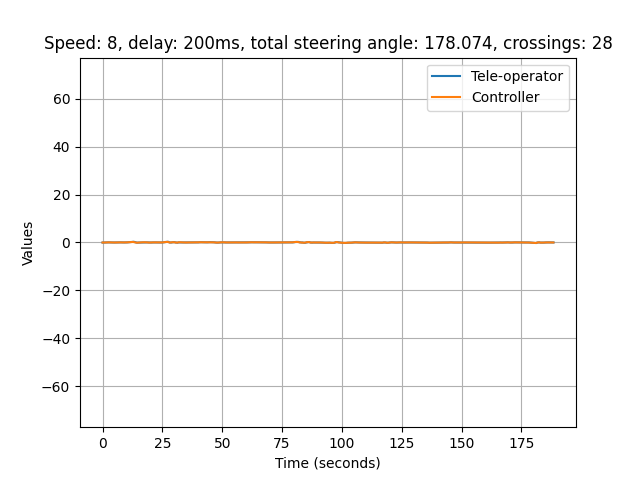 Speed: 8, delay: 200ms, total steering angle: 178.074, crossings: 28
Tele-operator
Controller
60
40
20
0
−20
−40
−60
Values
0 25 50 75 100 125 150 175
Time (seconds)